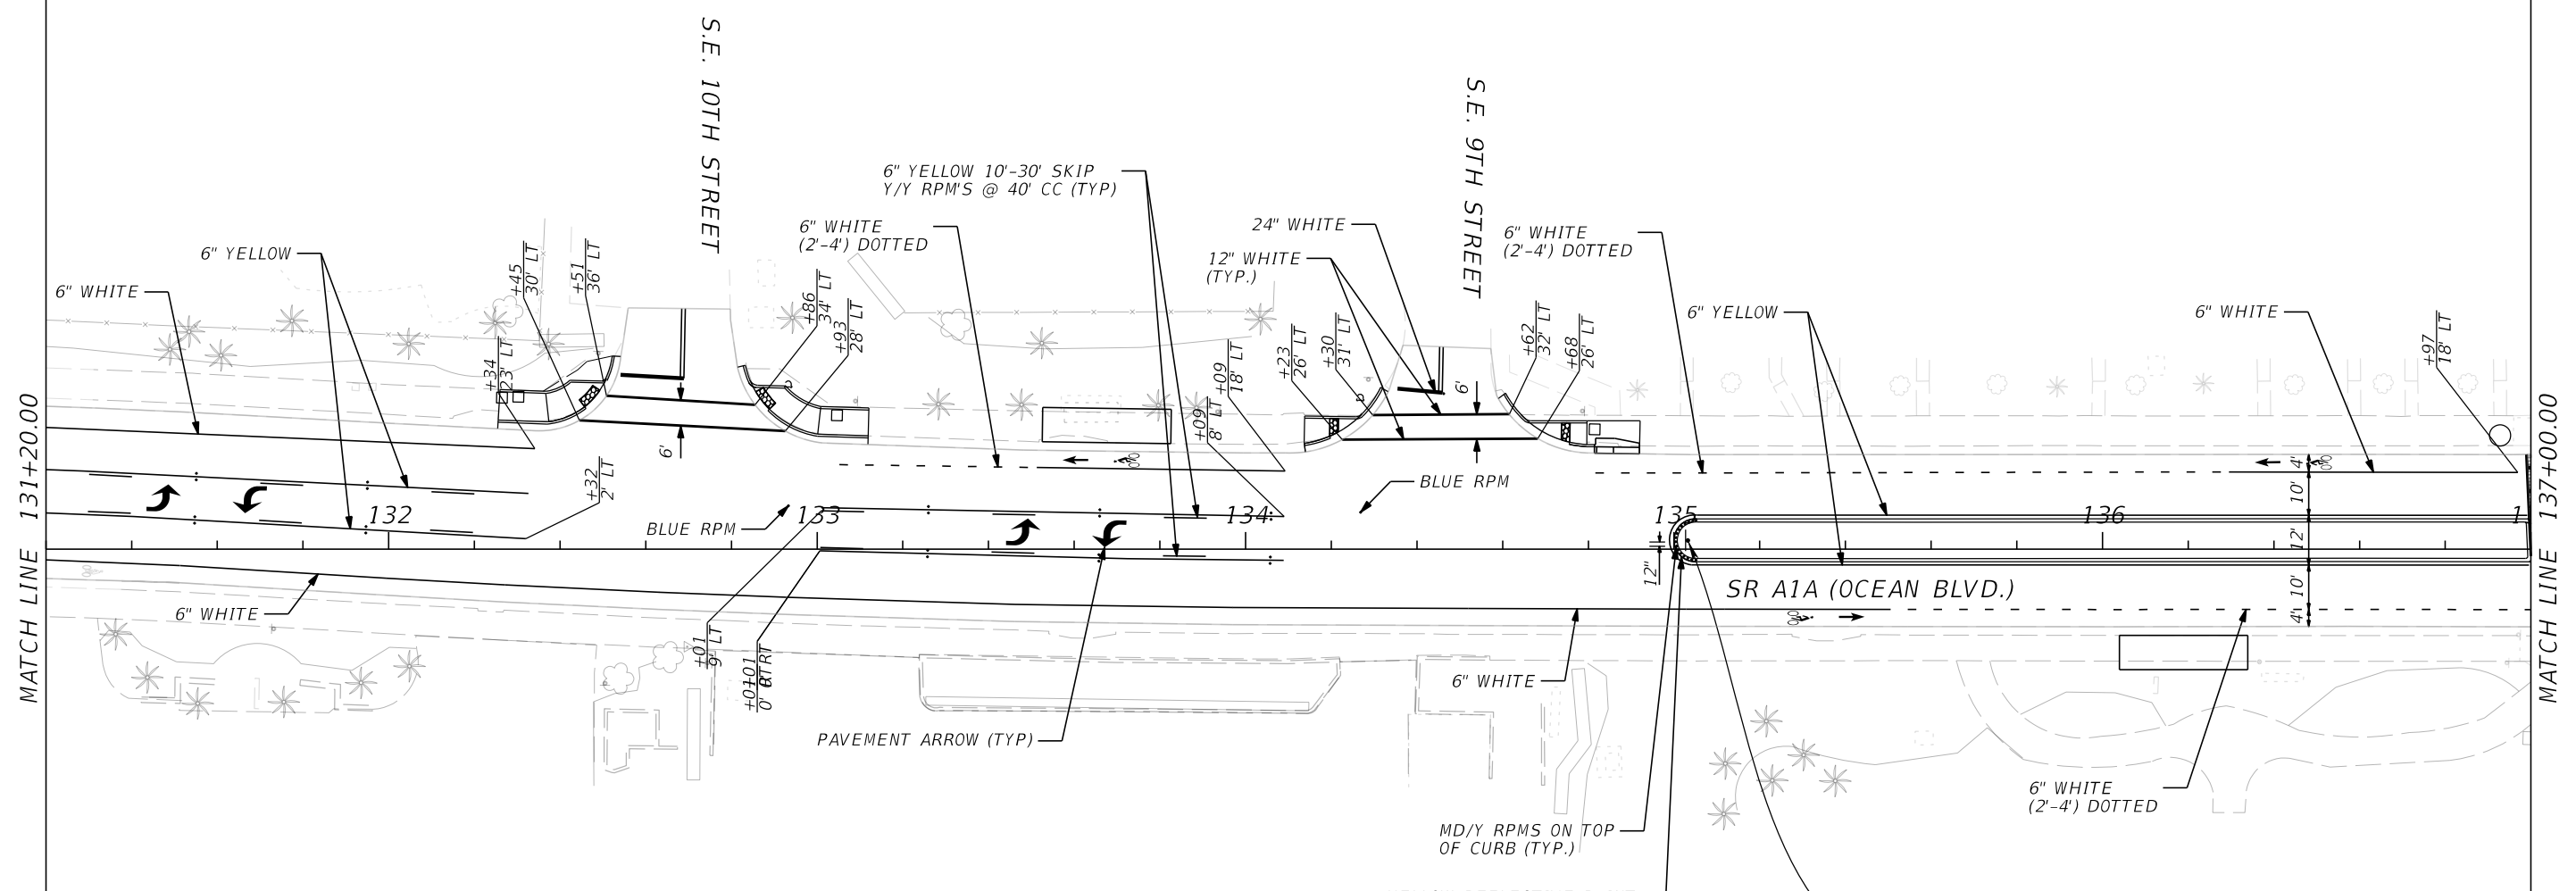 S.E. 10TH STREET
S.E. 9TH STREET
6" YELLOW 10'-30' SKIP
Y/Y RPM'S @ 40' CC (TYP)
6" WHITE
(2'-4') DOTTED
24" WHITE
12" WHITE
(TYP.)
6" WHITE
(2'-4') DOTTED
6" YELLOW
6" WHITE
6" YELLOW
6" WHITE
+45
30' LT
+51
36' LT
+86
34' LT
+93
28' LT
+34
23' LT
+09
18' LT
+09
8' LT
+23
26' LT
+30
31' LT
+62
32' LT
+68
26' LT
+97
18' LT
6'
6'
+32
2' LT
BLUE RPM
BLUE RPM
132
133
134
135
136
1
MATCH LINE 131+20.00
MATCH LINE 137+00.00
4'
10'
12'
10'
4'
12"
SR A1A (OCEAN BLVD.)
6" WHITE
+01
9' LT
+01
0' RT
6" WHITE
PAVEMENT ARROW (TYP)
MD/Y RPMS ON TOP
OF CURB (TYP.)
6" WHITE
(2'-4') DOTTED